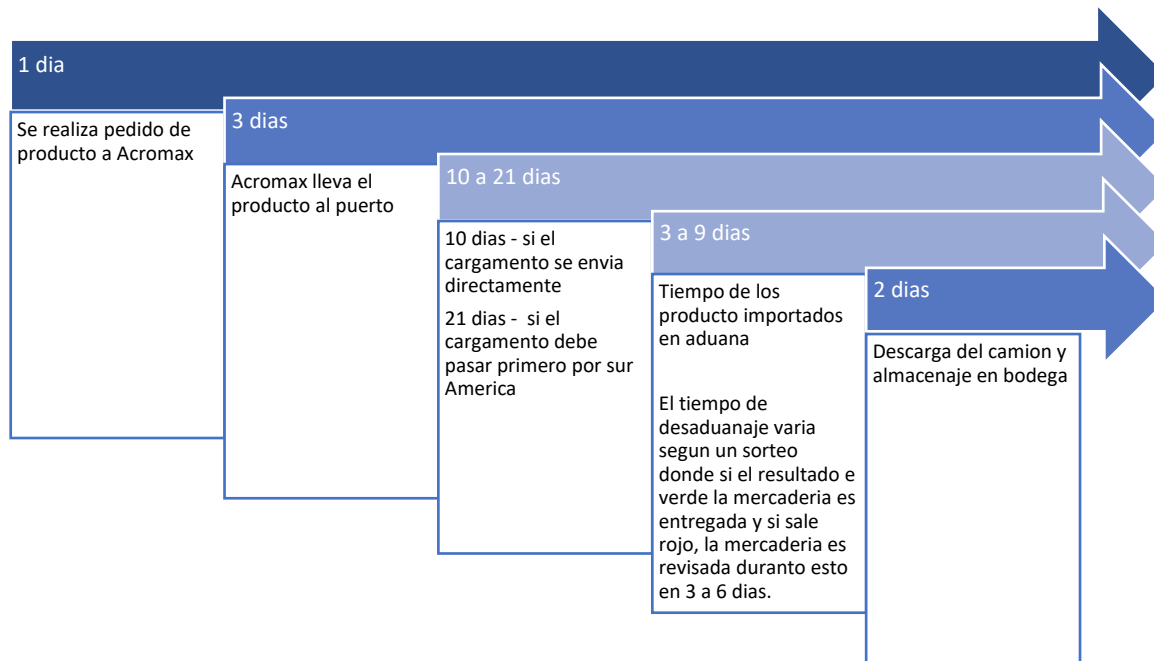 1 dia
Se realiza pedido de
producto a Acromax
3 dias
Acromax lleva el
producto al puerto
10 a 21 dias
10 dias - si el
cargamento se envia
directamente
21 dias -  si el
cargamento debe
pasar primero por sur
America
3 a 9 dias
Tiempo de los
producto importados
en aduana
El tiempo de
desaduanaje varia
segun un sorteo
donde si el resultado e
verde la mercaderia es
entregada y si sale
rojo, la mercaderia es
revisada duranto esto
en 3 a 6 dias.
2 dias
Descarga del camion y
almacenaje en bodega